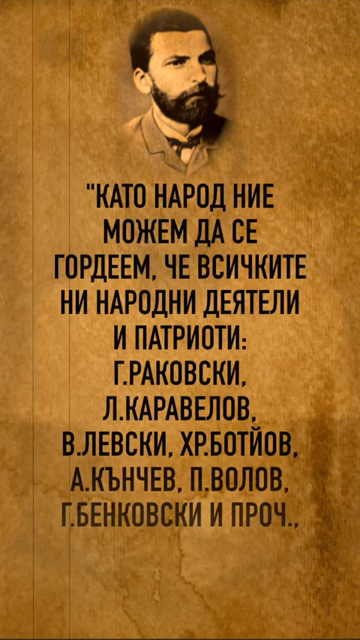 "КАТО НАРОД НИЕ
МОЖЕМ ДА СЕ
ГОРДЕЕМ, ЧЕ ВСИЧКИТЕ
НИ НАРОДНИ ДЕЯТЕЛИ
И ПАТРИОТИ:
Г.РАКОВСКИ,
Л.КАРАВЕЛОВ,
В.ЛЕВСКИ, ХР.БОТЙОВ,
А.КЪНЧЕВ, П.ВОЛОВ,
Г.БЕНКОВСКИ И ПРОЧ.,